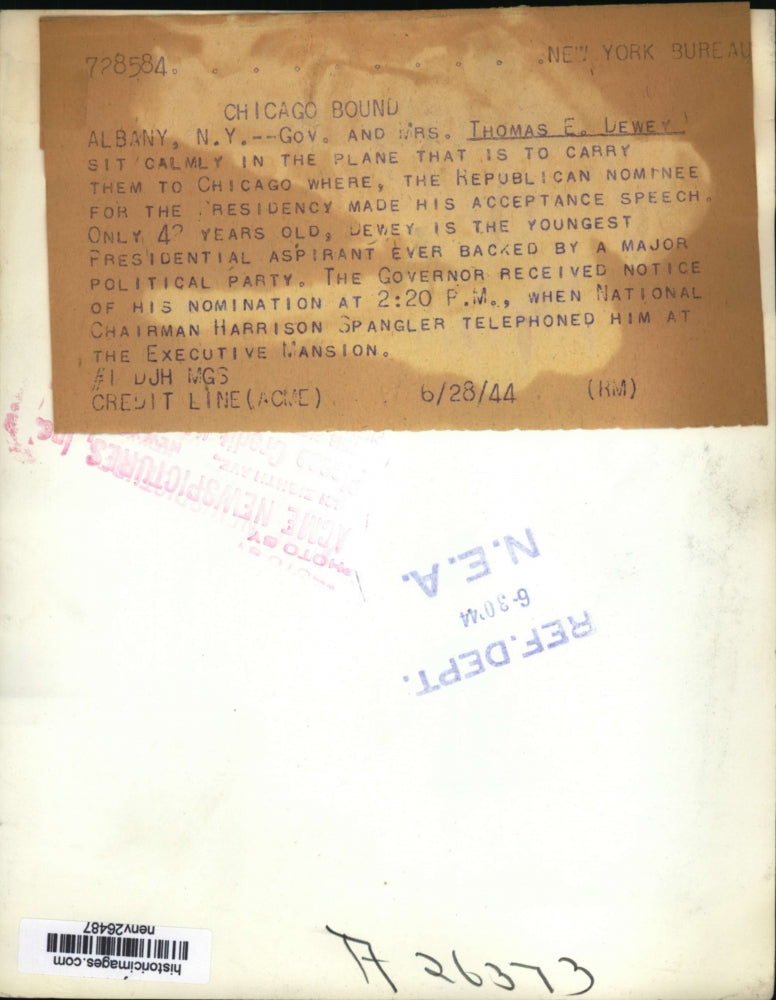 728584. . . . . . . . . .NEW YORK BUREAU
CHICAGO BOUND
ALBANY, N.Y.--GOV. AND MRS. THOMAS E. DEWEY
SIT CALMLY IN THE PLANE THAT IS TO CARRY
THEM TO CHICAGO WHERE, THE REPUBLICAN NOMINEE
FOR THE PRESIDENCY MADE HIS ACCEPTANCE SPEECH.
ONLY 42 YEARS OLD, DEWEY IS THE YOUNGEST
PRESIDENTIAL ASPIRANT EVER BACKED BY A MAJOR
POLITICAL PARTY. THE GOVERNOR RECEIVED NOTICE
OF HIS NOMINATION AT 2:20 P.M., WHEN NATIONAL
CHAIRMAN HARRISON SPANGLER TELEPHONED HIM AT
THE EXECUTIVE MANSION.
#1 DJH MGS
CREDIT LINE(ACME) 6/28/44 (RM)
PHOTO BY
ACME NEWSPICTURES, Inc.
EIGHTH AVE.
Please Credit
REF. DEPT.
6-30-44
N.E.A.
A 26373
historicimages.com
nenv26487